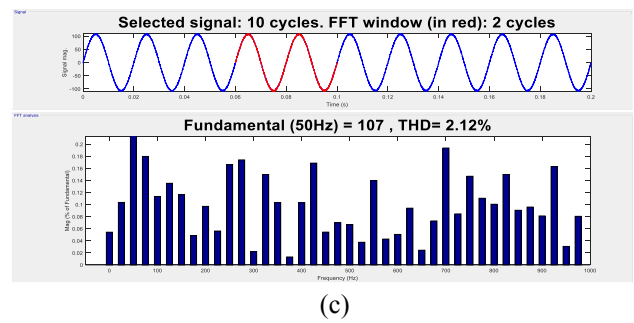 Signal
Selected signal: 10 cycles. FFT window (in red): 2 cycles
Signal mag.
100
50
0
-50
-100
0 0.02 0.04 0.06 0.08 0.1 0.12 0.14 0.16 0.18 0.2
Time (s)
FFT analysis
Fundamental (50Hz) = 107 , THD= 2.12%
Mag (% of Fundamental)
0.2
0.18
0.16
0.14
0.12
0.1
0.08
0.06
0.04
0.02
0
0 100 200 300 400 500 600 700 800 900 1000
Frequency (Hz)
(c)